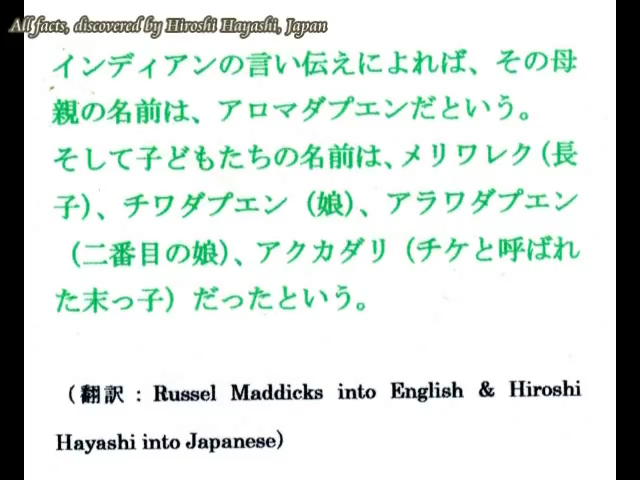 All facts, discovered by Hiroshi Hayashi, Japan
インディアンの言い伝えによれば、その母
親の名前は、アロマダプエンだという。
そして子どもたちの名前は、メリワレク（長
子）、チワダプエン（娘）、アラワダプエン
（二番目の娘）、アクカダリ（チケと呼ばれ
た末っ子）だったという。
（翻訳：Russel Maddicks into English & Hiroshi
Hayashi into Japanese）